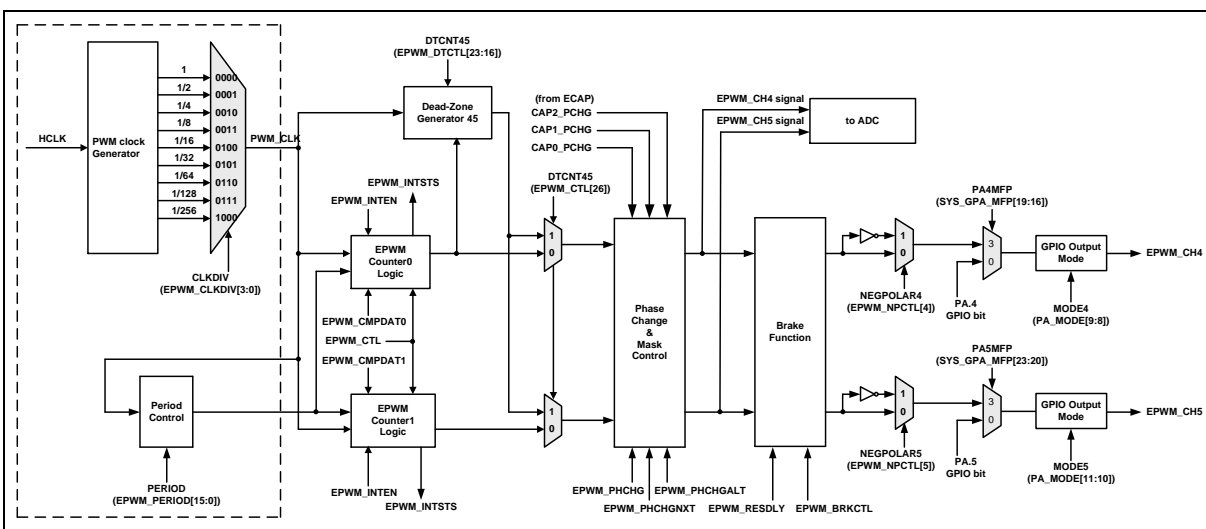 HCLK
PWM clock
Generator
1
1/2
1/4
1/8
1/16
1/32
1/64
1/128
1/256
0000
0001
0010
0011
0100
0101
0110
0111
1000
PWM_CLK
CLKDIV
(EPWM_CLKDIV[3:0])
Period
Control
PERIOD
(EPWM_PERIOD[15:0])
DTCNT45
(EPWM_DTCTL[23:16])
Dead-Zone
Generator 45
EPWM_INTSTS
EPWM_INTEN
EPWM
Counter0
Logic
EPWM_CMPDAT0
EPWM_CTL
EPWM_CMPDAT1
EPWM
Counter1
Logic
EPWM_INTEN
EPWM_INTSTS
DTCNT45
(EPWM_CTL[26])
1
0
1
0
(from ECAP)
CAP2_PCHG
CAP1_PCHG
CAP0_PCHG
Phase
Change
&
Mask
Control
EPWM_PHCHG
EPWM_PHCHGNXT
EPWM_PHCHGALT
EPWM_CH4 signal
EPWM_CH5 signal
to ADC
Brake
Function
EPWM_RESDLY
EPWM_BRKCTL
1
0
NEGPOLAR4
(EPWM_NPCTL[4])
PA4MFP
(SYS_GPA_MFP[19:16])
3
0
PA.4
GPIO bit
GPIO Output
Mode
EPWM_CH4
MODE4
(PA_MODE[9:8])
1
0
NEGPOLAR5
(EPWM_NPCTL[5])
PA5MFP
(SYS_GPA_MFP[23:20])
3
0
PA.5
GPIO bit
GPIO Output
Mode
EPWM_CH5
MODE5
(PA_MODE[11:10])